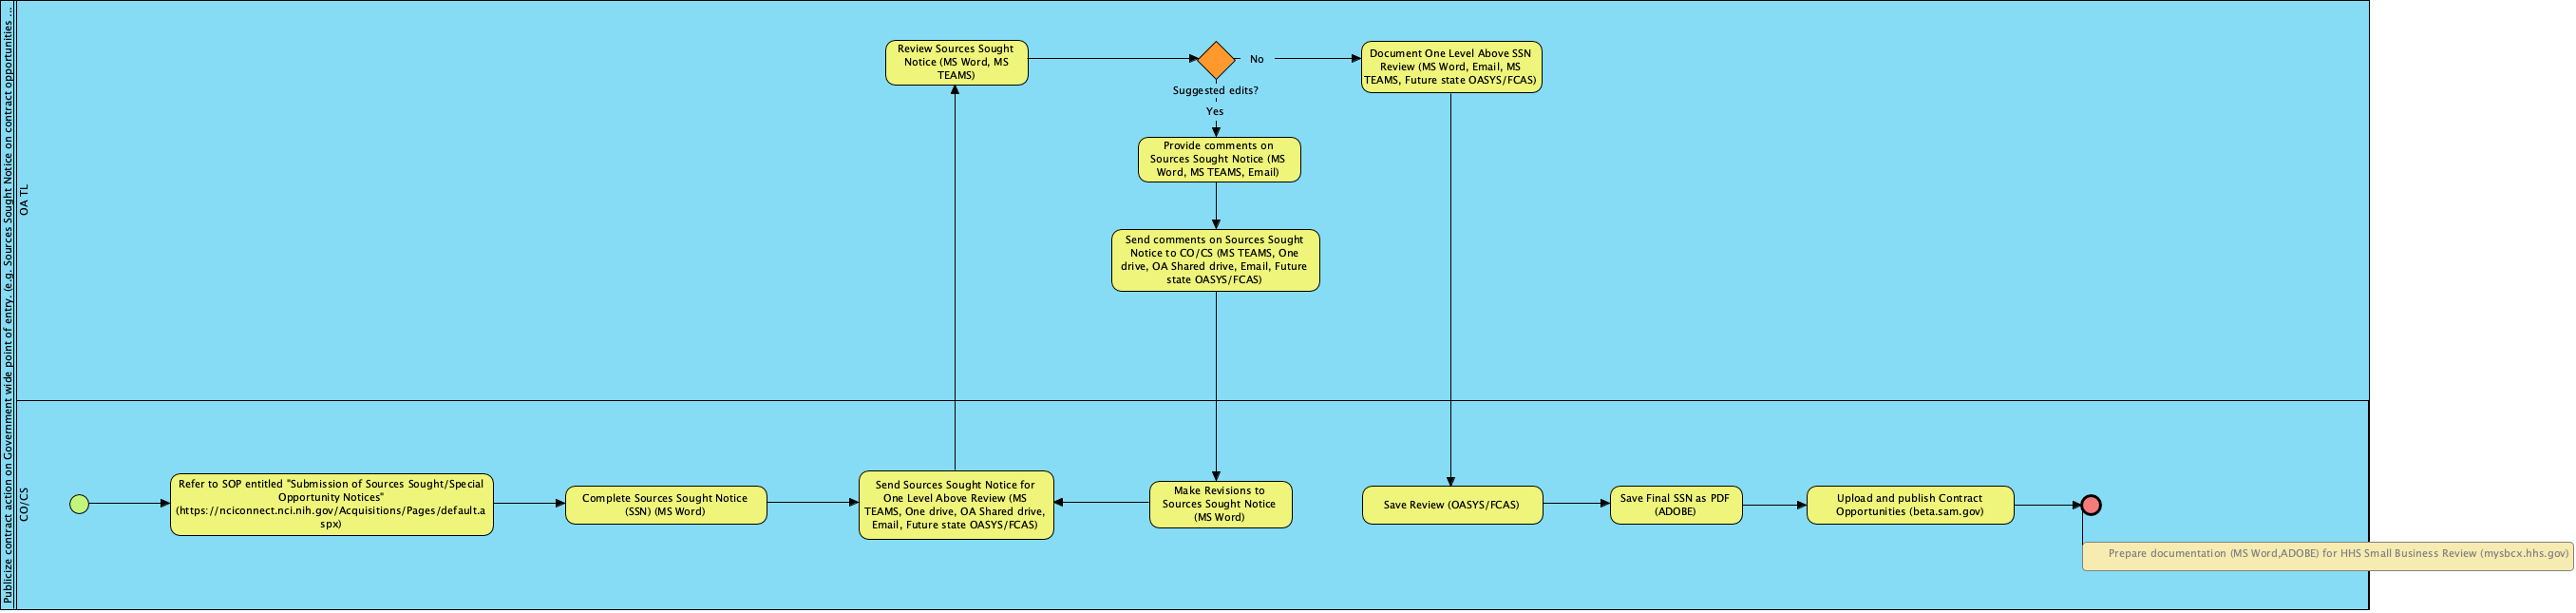 Publicize contract action on Government wide point of entry. (e.g. Sources Sought Notice on contract opportunities ...
OA TL
Review Sources Sought
Notice (MS Word, MS
TEAMS)
No
Suggested edits?
Yes
Document One Level Above SSN
Review (MS Word, Email, MS
TEAMS, Future state OASYS/FCAS)
Provide comments on
Sources Sought Notice (MS
Word, MS TEAMS, Email)
Send comments on Sources Sought
Notice to CO/CS (MS TEAMS, One
drive, OA Shared drive, Email, Future
state OASYS/FCAS)
CO/CS
Refer to SOP entitled "Submission of Sources Sought/Special
Opportunity Notices"
(https://nciconnect.nci.nih.gov/Acquisitions/Pages/default.a
spx)
Complete Sources Sought Notice
(SSN) (MS Word)
Send Sources Sought Notice for
One Level Above Review (MS
TEAMS, One drive, OA Shared drive,
Email, Future state OASYS/FCAS)
Make Revisions to
Sources Sought Notice
(MS Word)
Save Review (OASYS/FCAS)
Save Final SSN as PDF
(ADOBE)
Upload and publish Contract
Opportunities (beta.sam.gov)
Prepare documentation (MS Word,ADOBE) for HHS Small Business Review (mysbcx.hhs.gov)